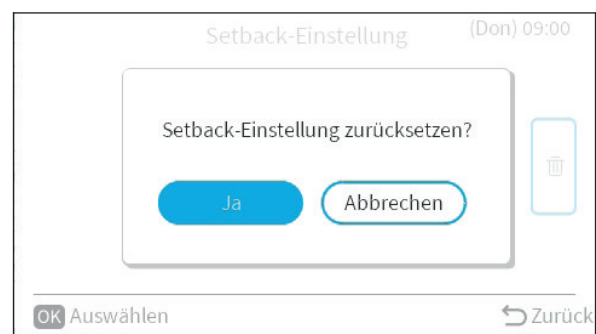 Setback-Einstellung
(Don) 09:00
Setback-Einstellung zurücksetzen?
Ja
Abbrechen
OK Auswählen
Zurück